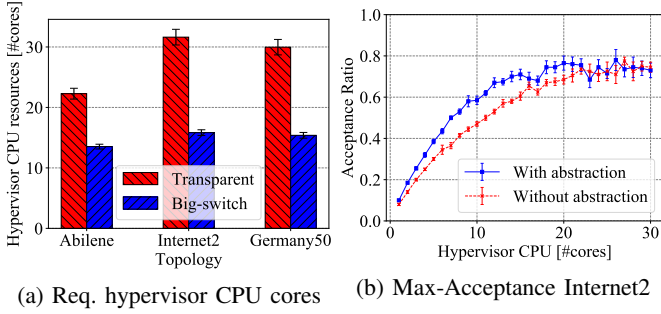 Hypervisor CPU resources [#cores]
30
20
10
0
Transparent
Big-switch
Abilene
Internet2
Germany50
Topology
(a) Req. hypervisor CPU cores
Acceptance Ratio
1.0
0.8
0.6
0.4
0.2
0.0
With abstraction
Without abstraction
0
10
20
30
Hypervisor CPU [#cores]
(b) Max-Acceptance Internet2